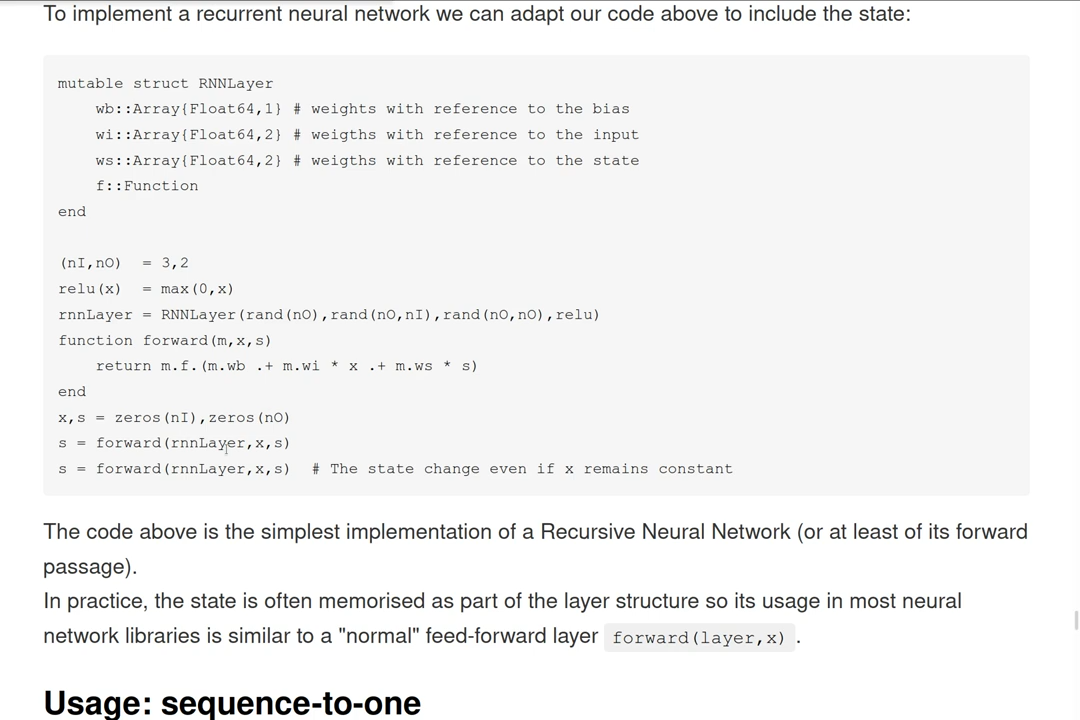 To implement a recurrent neural network we can adapt our code above to include the state:
mutable struct RNNLayer
    wb::Array{Float64,1} # weights with reference to the bias
    wi::Array{Float64,2} # weigths with reference to the input
    ws::Array{Float64,2} # weigths with reference to the state
    f::Function
end
(nI,nO)  = 3,2
relu(x)  = max(0,x)
rnnLayer = RNNLayer(rand(nO),rand(nO,nI),rand(nO,nO),relu)
function forward(m,x,s)
    return m.f.(m.wb .+ m.wi * x .+ m.ws * s)
end
x,s = zeros(nI),zeros(nO)
s = forward(rnnLayer,x,s)
s = forward(rnnLayer,x,s)  # The state change even if x remains constant
The code above is the simplest implementation of a Recursive Neural Network (or at least of its forward
passage).
In practice, the state is often memorised as part of the layer structure so its usage in most neural
network libraries is similar to a "normal" feed-forward layer forward(layer,x) .
Usage: sequence-to-one